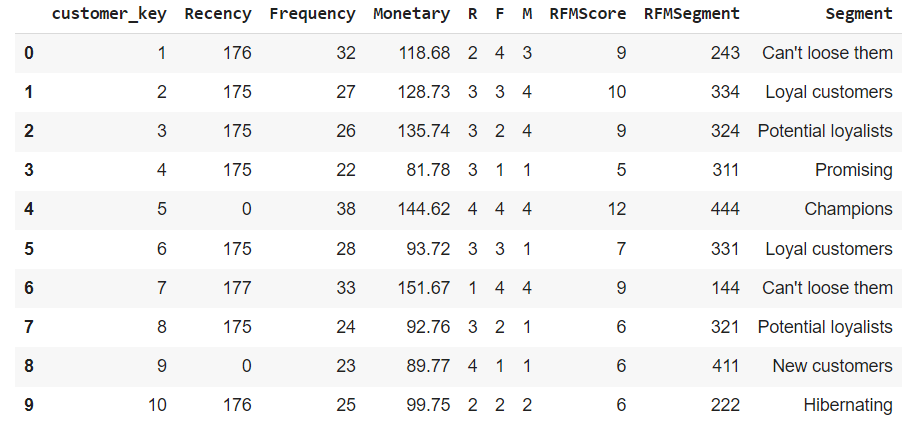 customer_key Recency Frequency Monetary R F M RFMScore RFMSegment Segment
0 1 176 32 118.68 2 4 3 9 243 Can't loose them
1 2 175 27 128.73 3 3 4 10 334 Loyal customers
2 3 175 26 135.74 3 2 4 9 324 Potential loyalists
3 4 175 22 81.78 3 1 1 5 311 Promising
4 5 0 38 144.62 4 4 4 12 444 Champions
5 6 175 28 93.72 3 3 1 7 331 Loyal customers
6 7 177 33 151.67 1 4 4 9 144 Can't loose them
7 8 175 24 92.76 3 2 1 6 321 Potential loyalists
8 9 0 23 89.77 4 1 1 6 411 New customers
9 10 176 25 99.75 2 2 2 6 222 Hibernating